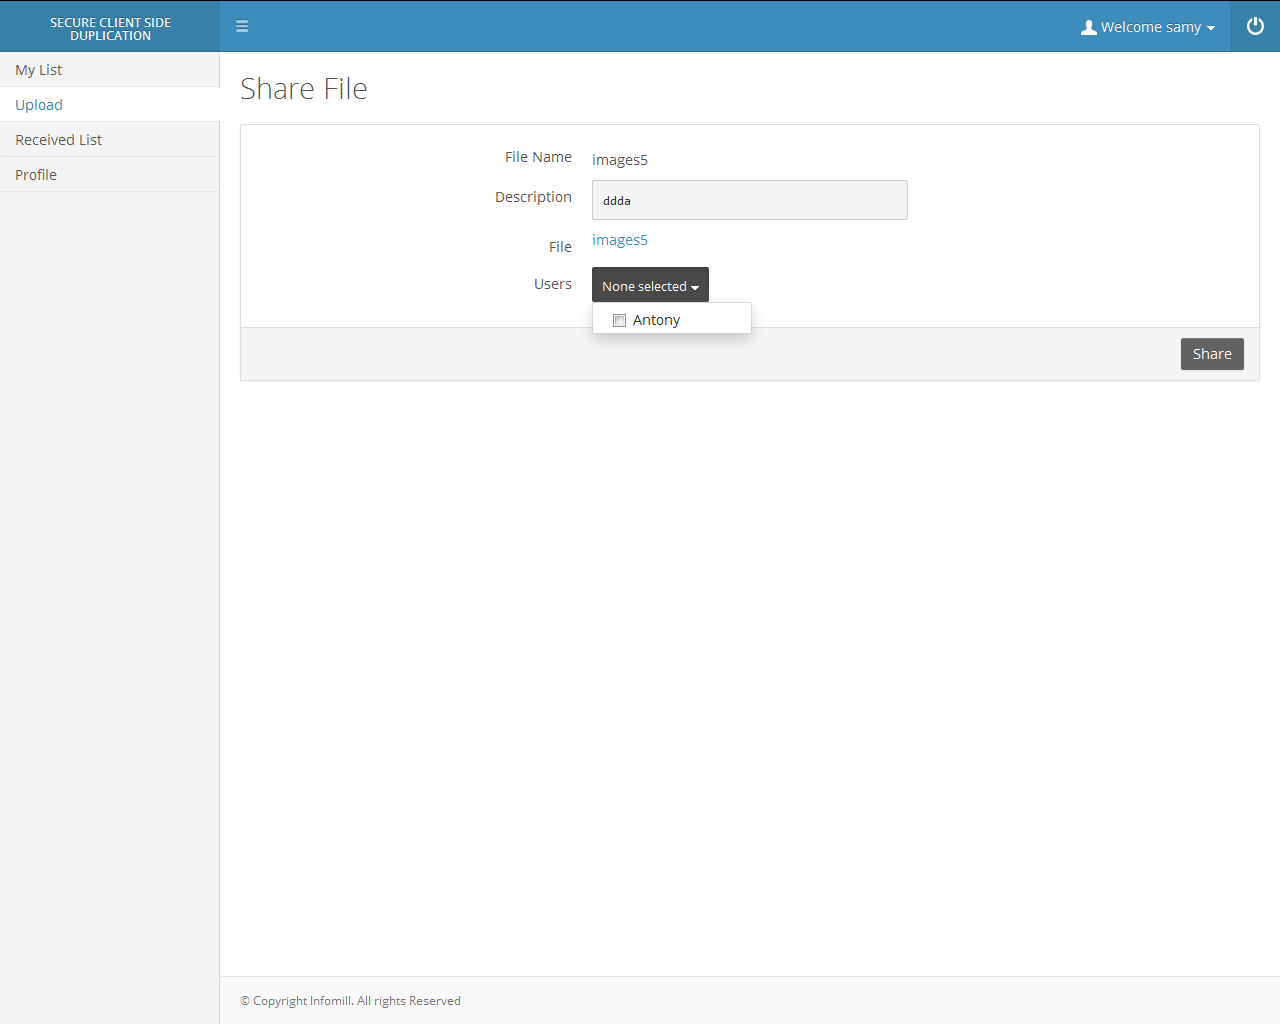 SECURE CLIENT SIDE
DUPLICATION
Welcome samy
My List
Upload
Received List
Profile
Share File
File Name images5
Description ddda
File images5
Users None selected
Antony
Share
© Copyright Infomill. All rights Reserved